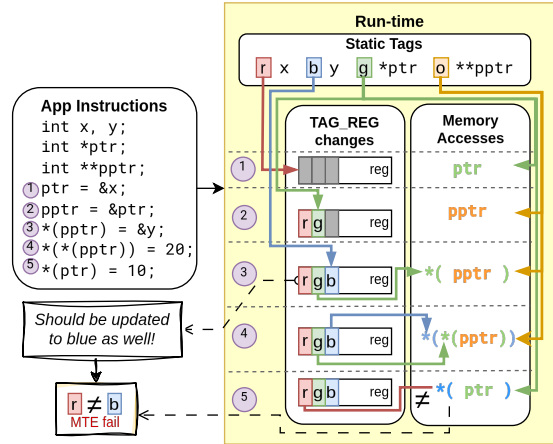 Run-time
Static Tags
r x b y g *ptr o **pptr
App Instructions
int x, y;
int *ptr;
int **pptr;
1 ptr = &x;
2 pptr = &ptr;
3 *(pptr) = &y;
4 *(*(pptr)) = 20;
5 *(ptr) = 10;
Should be updated
to blue as well!
r ≠ b
MTE fail
TAG_REG
changes
Memory
Accesses
1 reg ptr
2 r g reg pptr
3 r g b reg *( pptr )
4 r g b reg *(*(pptr))
5 r g b reg ≠ *( ptr )